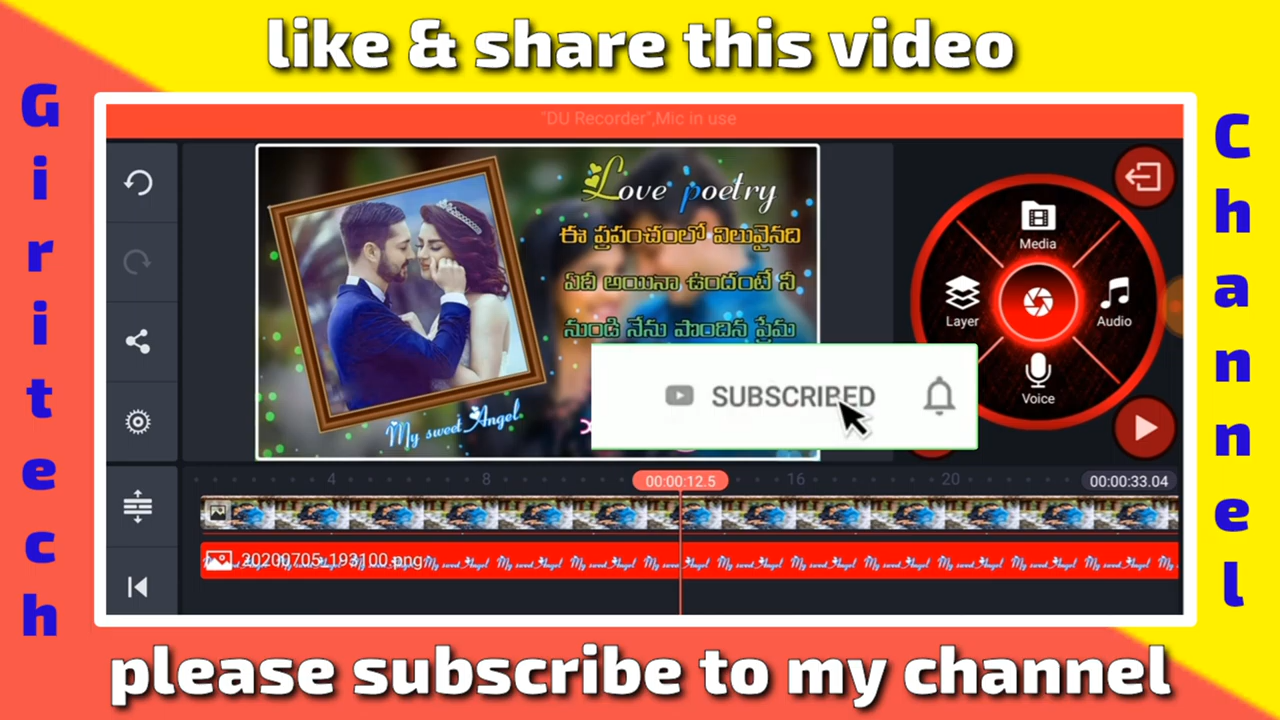 like & share this video
Giritech
Channel
"DU Recorder",Mic in use
Love poetry
ఈ ప్రపంచంలో విలువైనది
ఏదీ అయినా ఉందంటే నీ
నుండి నేను పొందిన ప్రేమ
My sweet Angel
SUBSCRIBED
Media
Layer
Audio
Voice
4 8 00:00:12.5 16 20 00:00:33.04
20200705_193100.png
please subscribe to my channel